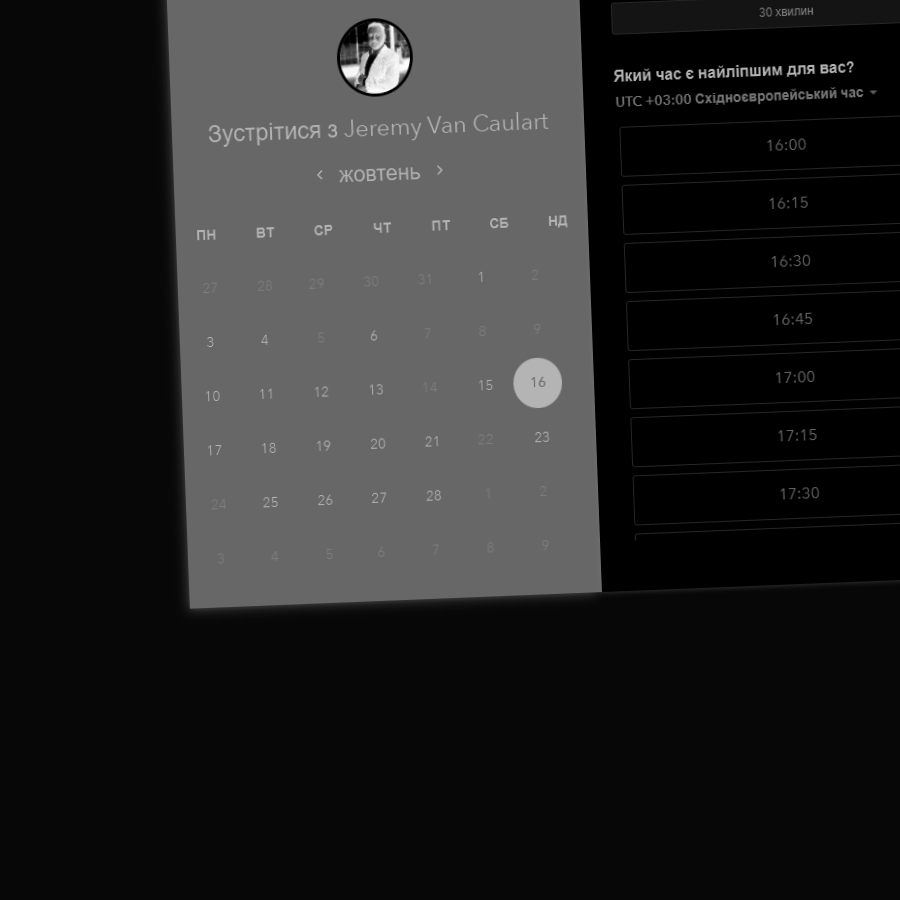 Зустрітися з Jeremy Van Caulart
жовтень
ПН ВТ СР ЧТ ПТ СБ НД
27 28 29 30 31 1 2
3 4 5 6 7 8 9
10 11 12 13 14 15 16
17 18 19 20 21 22 23
24 25 26 27 28 1 2
3 4 5 6 7 8 9
30 хвилин
Який час є найліпшим для вас?
UTC +03:00 Східноєвропейський час
16:00
16:15
16:30
16:45
17:00
17:15
17:30